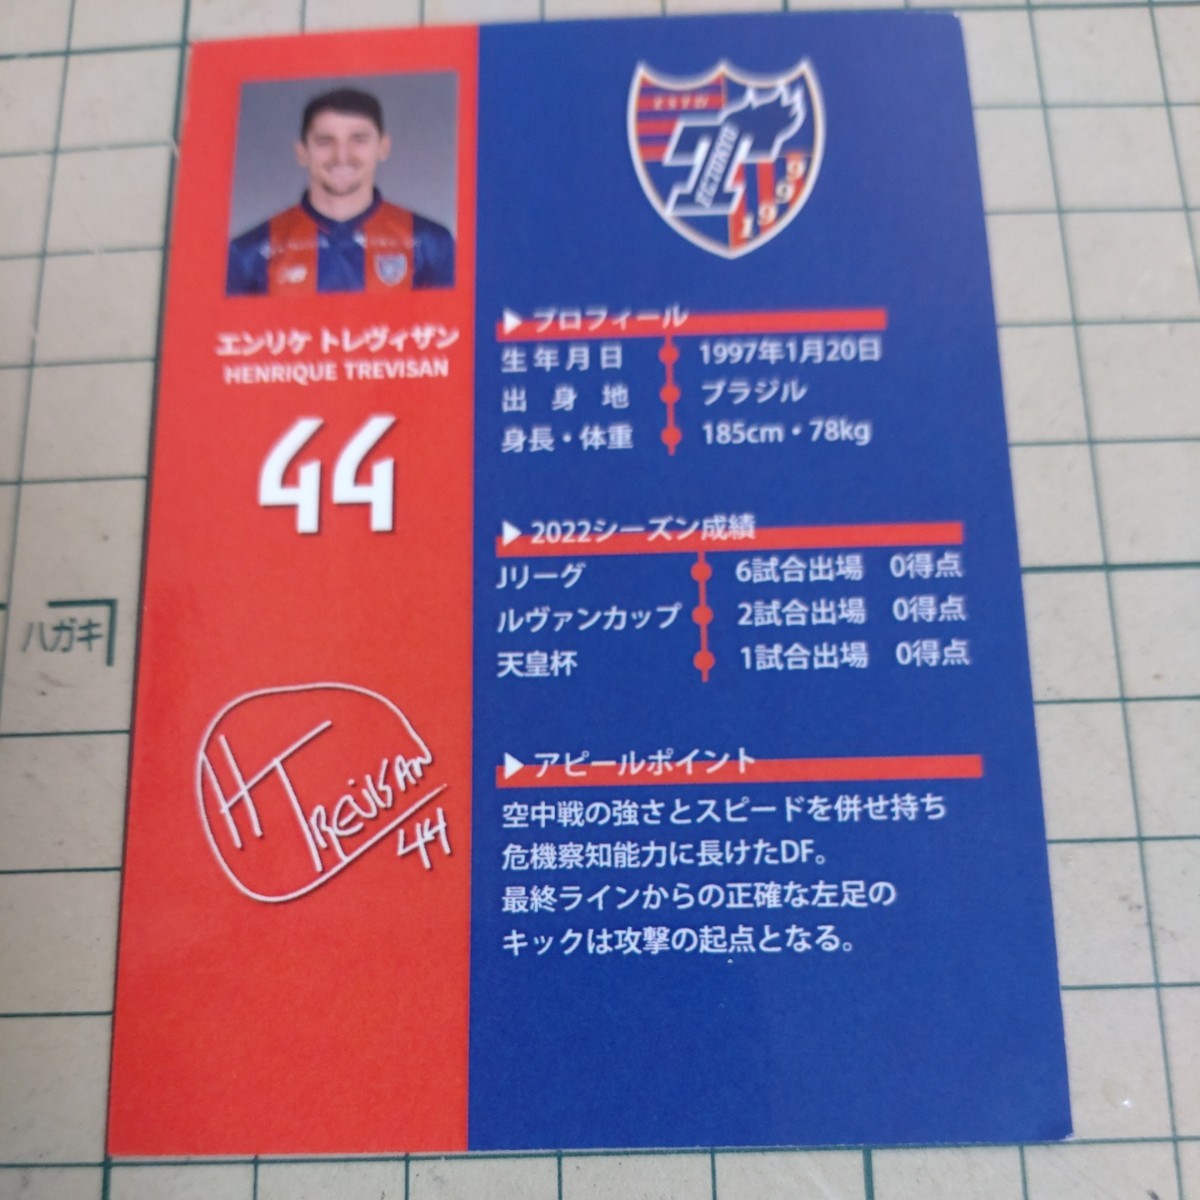 エンリケ トレヴィザン
HENRIQUE TREVISAN
44
H TREVISAN
44
ESTD
FC TOKYO
1999
▶プロフィール
生年月日 1997年1月20日
出 身 地 ブラジル
身長・体重 185cm・78kg
▶2022シーズン成績
Jリーグ 6試合出場 0得点
ルヴァンカップ 2試合出場 0得点
天皇杯 1試合出場 0得点
▶アピールポイント
空中戦の強さとスピードを併せ持ち
危機察知能力に長けたDF。
最終ラインからの正確な左足の
キックは攻撃の起点となる。
ハガキ